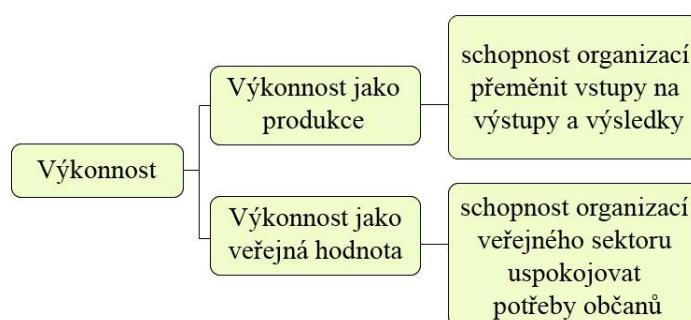 Výkonnost
Výkonnost jako
produkce
schopnost organizací
přeměnit vstupy na
výstupy a výsledky
Výkonnost jako
veřejná hodnota
schopnost organizací
veřejného sektoru
uspokojovat
potřeby občanů